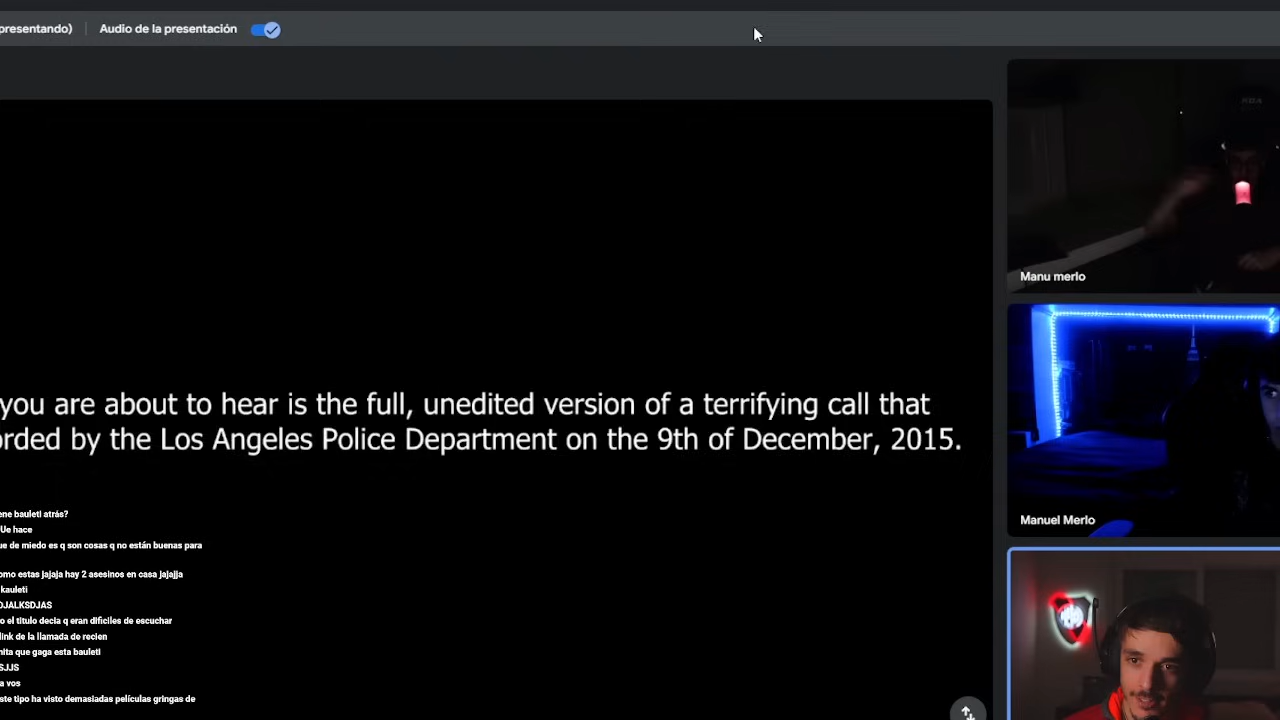 presentando)
Audio de la presentación
Manu merlo
you are about to hear is the full, unedited version of a terrifying call that
orded by the Los Angeles Police Department on the 9th of December, 2015.
Manuel Merlo
ene bauleti atrás?
Ue hace
ue de miedo es q son cosas q no están buenas para
omo estas jajaja hay 2 asesinos en casa jajajja
kauleti
DJALKSDJAS
o el titulo decia q eran dificiles de escuchar
link de la llamada de recien
nita que gaga esta bauleti
SJJS
a vos
ste tipo ha visto demasiadas películas gringas de